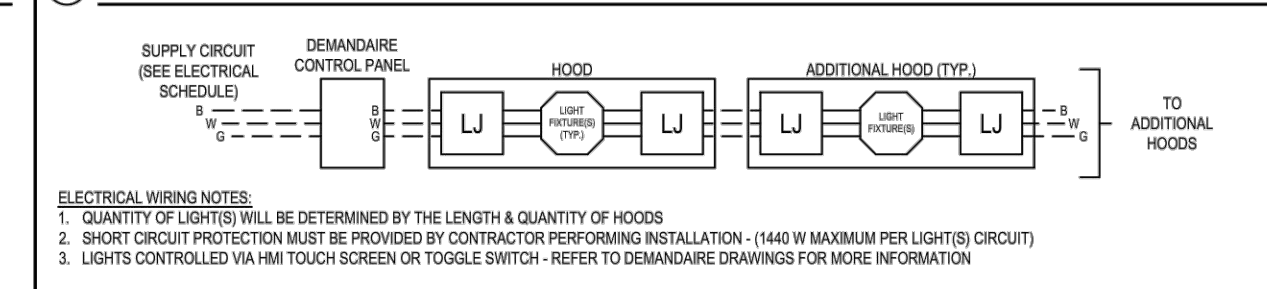 SUPPLY CIRCUIT
(SEE ELECTRICAL
SCHEDULE)
B
W
G
DEMANDAIRE
CONTROL PANEL
B
W
G
HOOD
LJ
LIGHT
FIXTURE(S)
(TYP.)
LJ
ADDITIONAL HOOD (TYP.)
LJ
LIGHT
FIXTURE(S)
LJ
B
W
G
TO
ADDITIONAL
HOODS
ELECTRICAL WIRING NOTES:
1. QUANTITY OF LIGHT(S) WILL BE DETERMINED BY THE LENGTH & QUANTITY OF HOODS
2. SHORT CIRCUIT PROTECTION MUST BE PROVIDED BY CONTRACTOR PERFORMING INSTALLATION - (1440 W MAXIMUM PER LIGHT(S) CIRCUIT)
3. LIGHTS CONTROLLED VIA HMI TOUCH SCREEN OR TOGGLE SWITCH - REFER TO DEMANDAIRE DRAWINGS FOR MORE INFORMATION